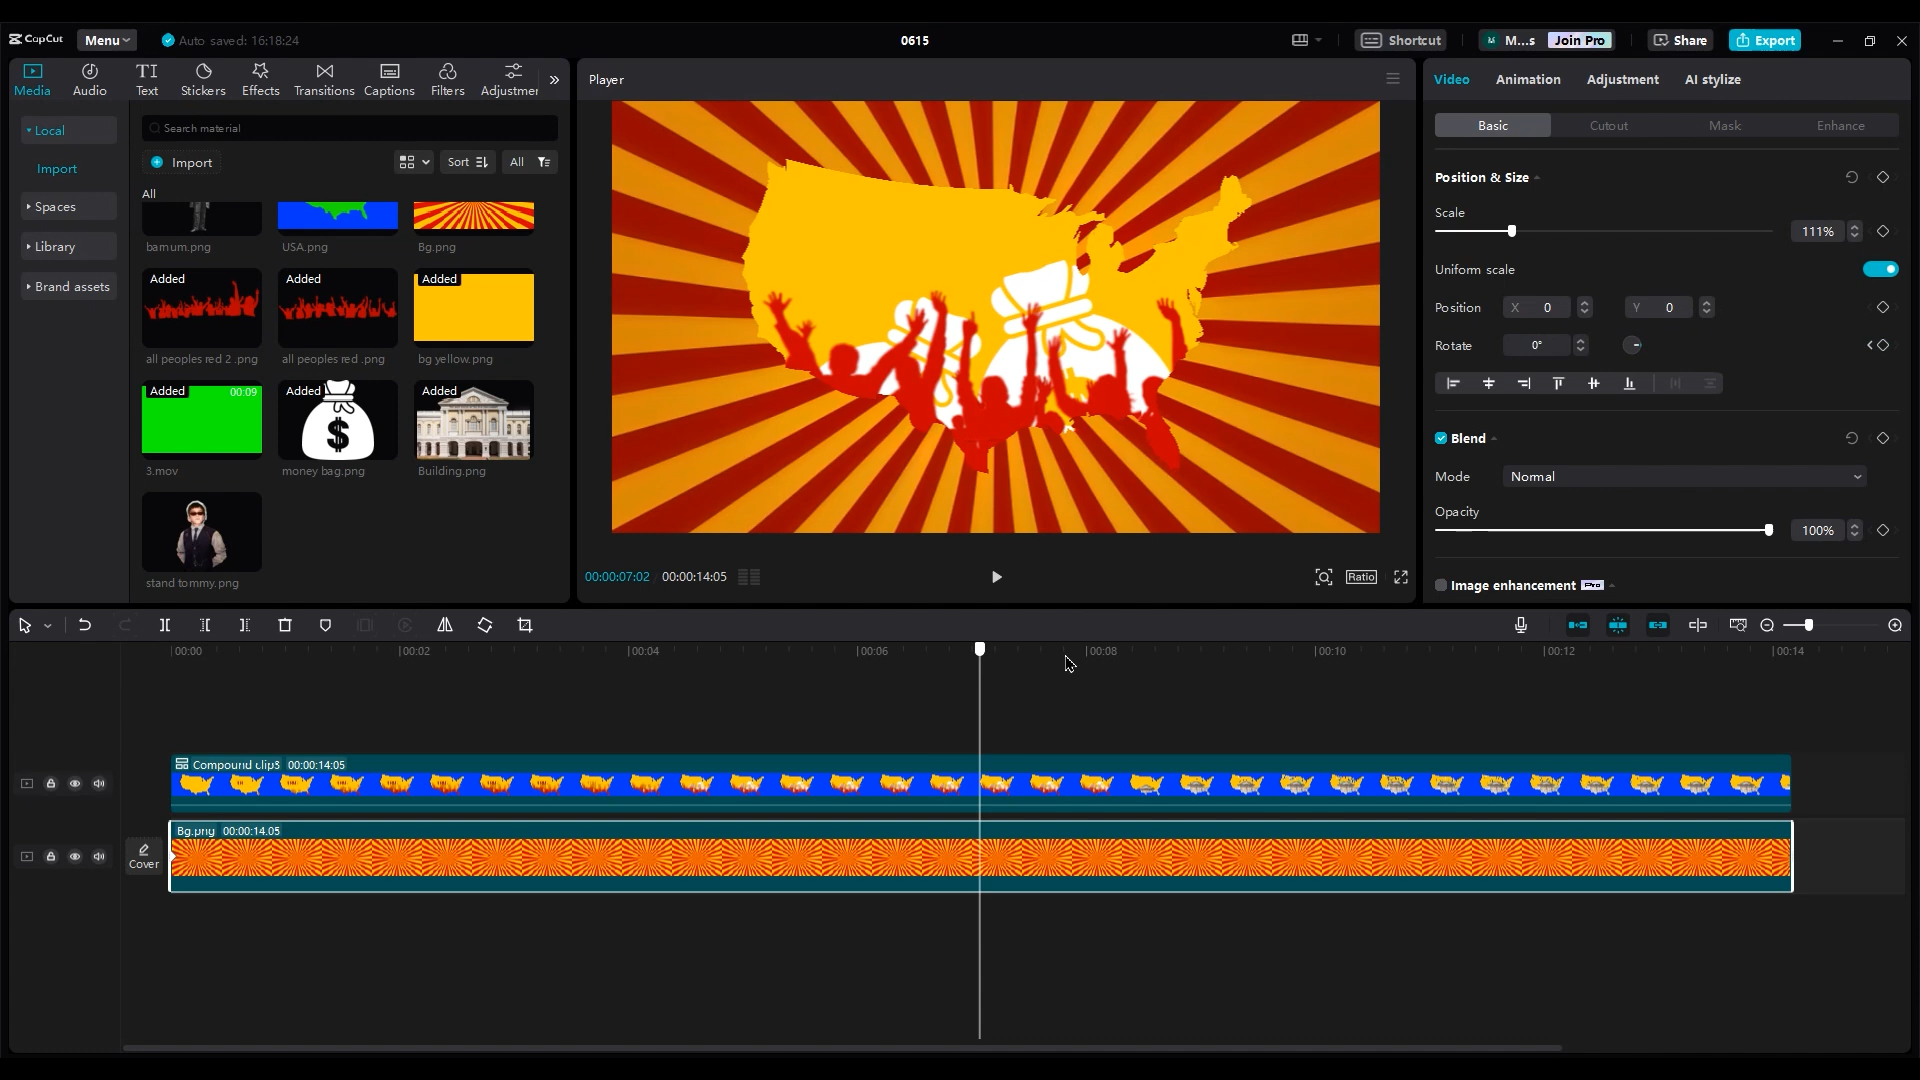 CapCut Menu Auto saved: 16:18:24 0615 Shortcut M...s Join Pro Share Export
Media Audio Text Stickers Effects Transitions Captions Filters Adjustmen
Local
Import
Spaces
Library
Brand assets
Search material
Import Sort All
All
barnum.png USA.png Bg.png
Added Added Added
all peoples red 2 .png all peoples red .png bg yellow.png
Added 00:09 Added Added
3.mov money bag.png Building.png
stand tommy.png
Player
00:00:07:02 00:00:14:05 Ratio
Video Animation Adjustment AI stylize
Basic Cutout Mask Enhance
Position & Size
Scale
111%
Uniform scale
Position X 0 Y 0
Rotate 0°
Blend
Mode Normal
Opacity
100%
Image enhancement Pro
00:00 00:02 00:04 00:06 00:08 00:10 00:12 00:14
Compound clip3 00:00:14:05
Bg.png 00:00:14:05
Cover